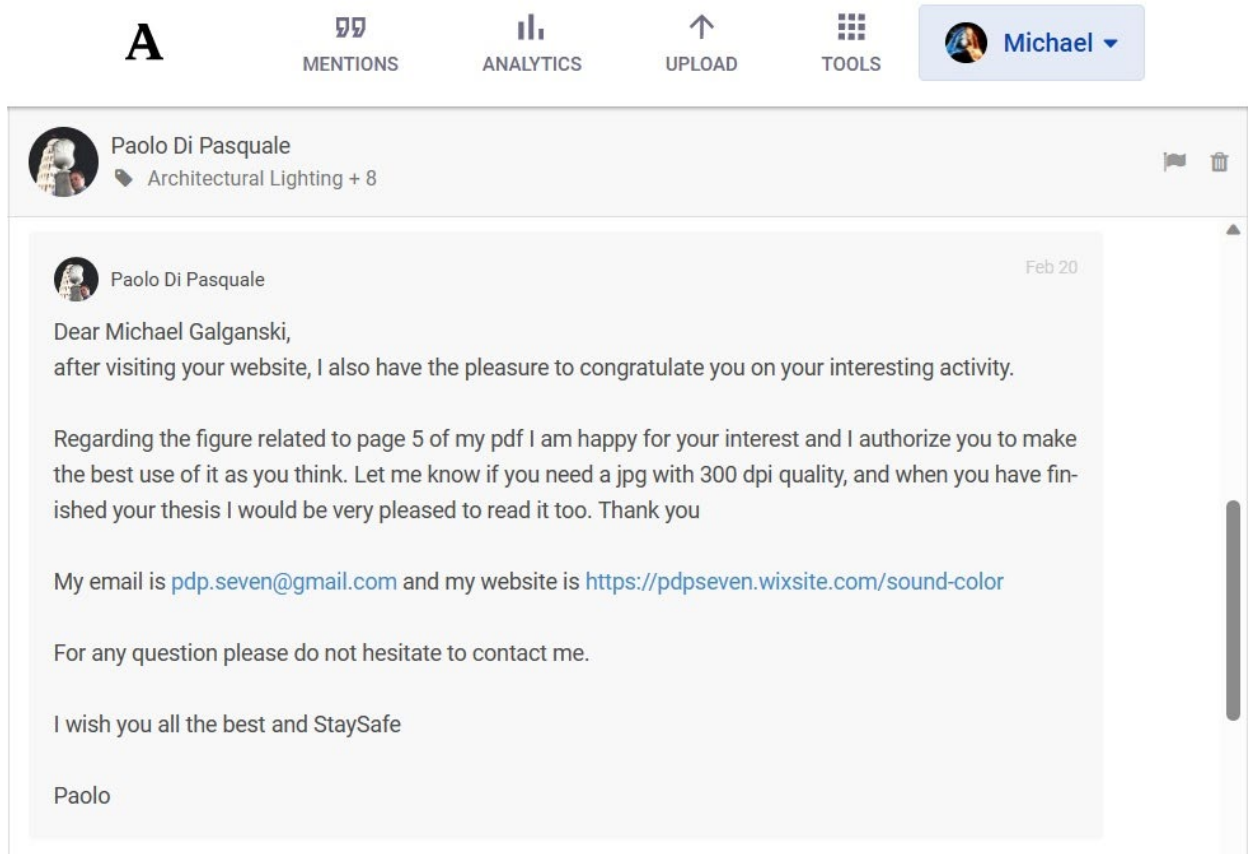 A
MENTIONS
ANALYTICS
UPLOAD
TOOLS
Michael
Paolo Di Pasquale
Architectural Lighting + 8
Paolo Di Pasquale
Feb 20
Dear Michael Galganski,
after visiting your website, I also have the pleasure to congratulate you on your interesting activity.
Regarding the figure related to page 5 of my pdf I am happy for your interest and I authorize you to make
the best use of it as you think. Let me know if you need a jpg with 300 dpi quality, and when you have fin-
ished your thesis I would be very pleased to read it too. Thank you
My email is pdp.seven@gmail.com and my website is https://pdpseven.wixsite.com/sound-color
For any question please do not hesitate to contact me.
I wish you all the best and StaySafe
Paolo